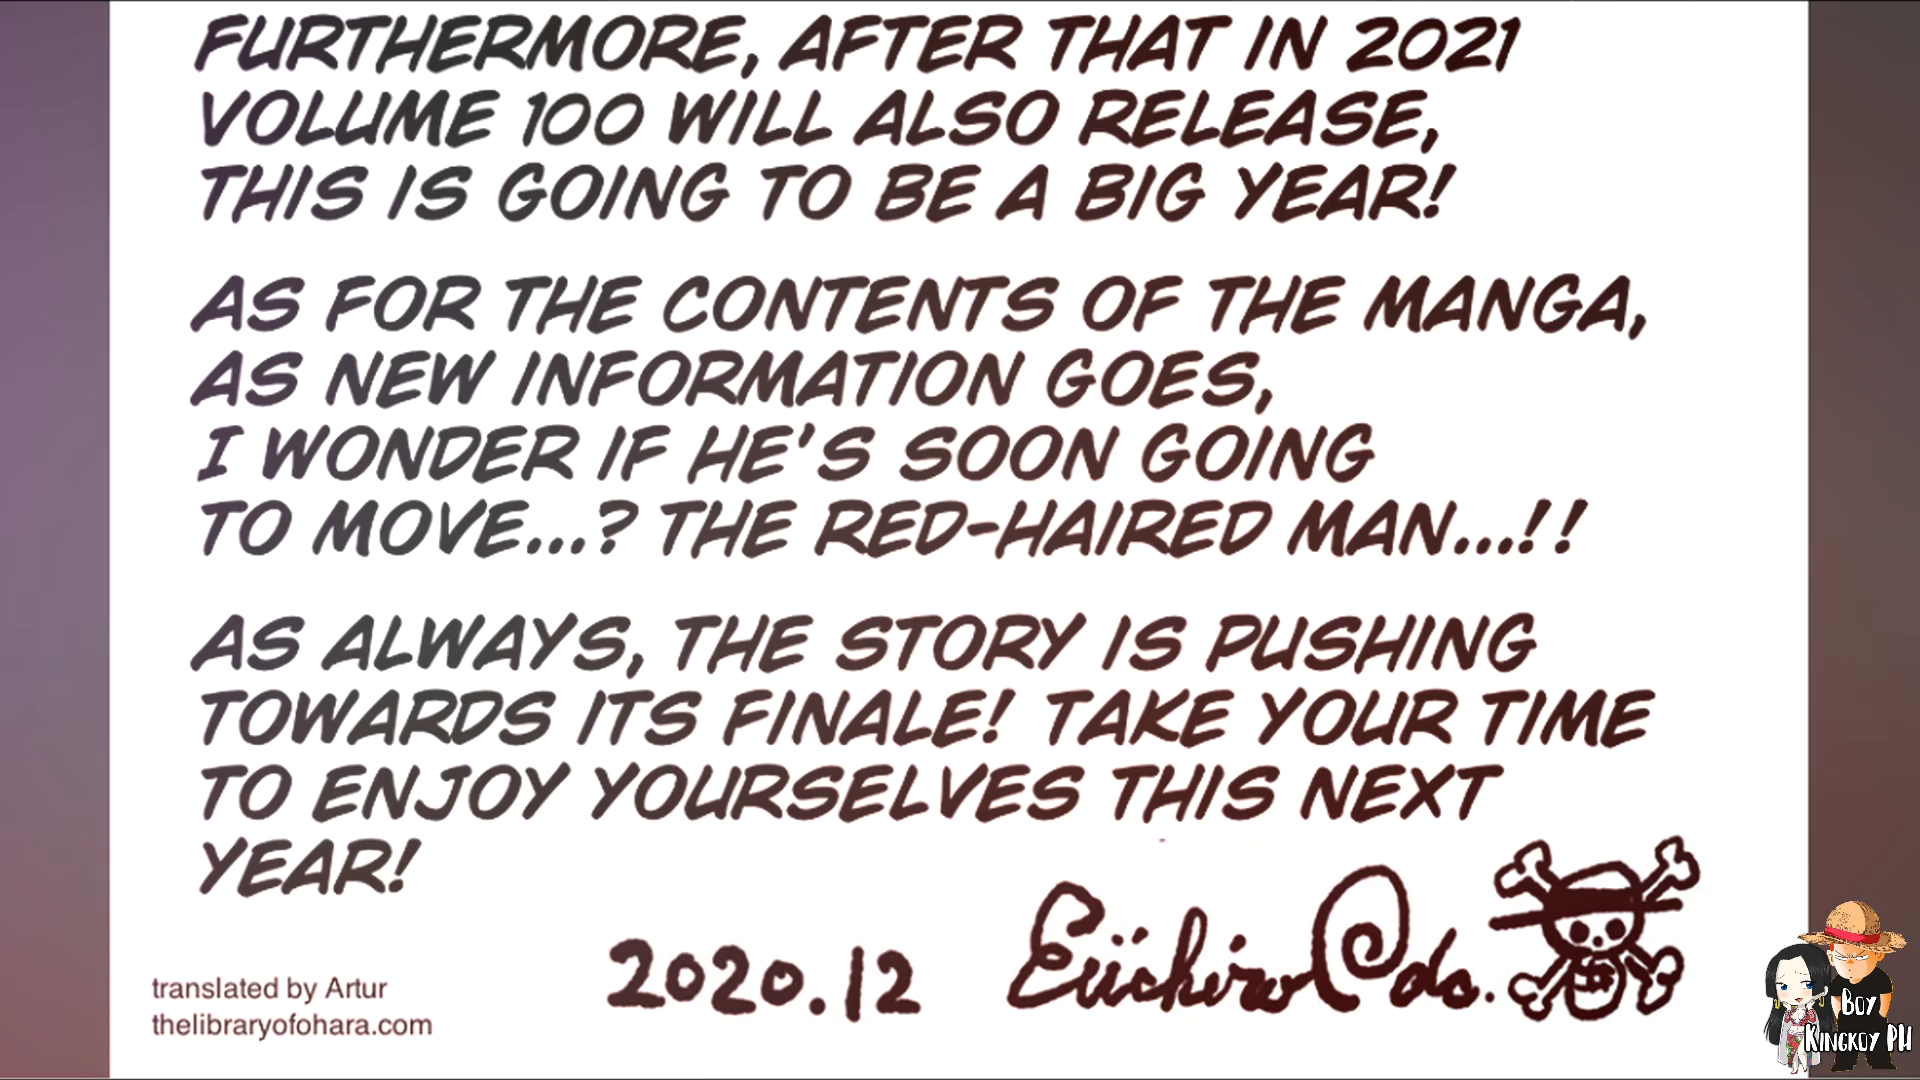 FURTHERMORE, AFTER THAT IN 2021
VOLUME 100 WILL ALSO RELEASE,
THIS IS GOING TO BE A BIG YEAR!
AS FOR THE CONTENTS OF THE MANGA,
AS NEW INFORMATION GOES,
I WONDER IF HE'S SOON GOING
TO MOVE...? THE RED-HAIRED MAN...!!
AS ALWAYS, THE STORY IS PUSHING
TOWARDS ITS FINALE! TAKE YOUR TIME
TO ENJOY YOURSELVES THIS NEXT
YEAR!
2020.12 Eiichiro Oda.
translated by Artur
thelibraryofohara.com
BOY
KINGKOY PH